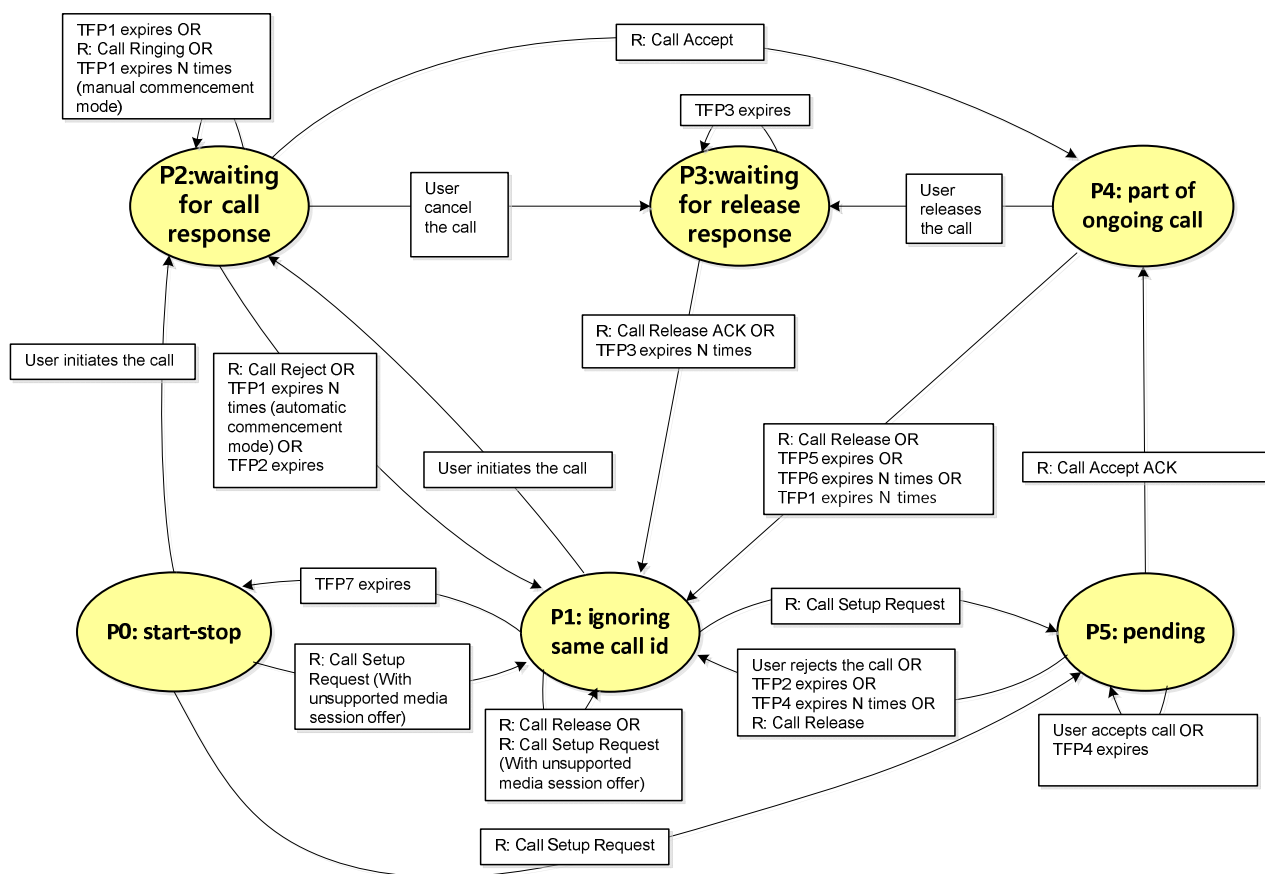 TFP1 expires OR
R: Call Ringing OR
TFP1 expires N times
(manual commencement
mode)
R: Call Accept
TFP3 expires
P2:waiting
for call
response
User
cancel
the call
P3:waiting
for release
response
User
releases
the call
P4: part of
ongoing call
User initiates the call
R: Call Reject OR
TFP1 expires N
times (automatic
commencement
mode) OR
TFP2 expires
R: Call Release ACK OR
TFP3 expires N times
User initiates the call
R: Call Release OR
TFP5 expires OR
TFP6 expires N times OR
TFP1 expires N times
R: Call Accept ACK
P0: start-stop
TFP7 expires
R: Call Setup
Request (With
unsupported media
session offer)
P1: ignoring
same call id
R: Call Setup Request
P5: pending
User rejects the call OR
TFP2 expires OR
TFP4 expires N times OR
R: Call Release
R: Call Release OR
R: Call Setup Request
(With unsupported
media session offer)
User accepts call OR
TFP4 expires
R: Call Setup Request